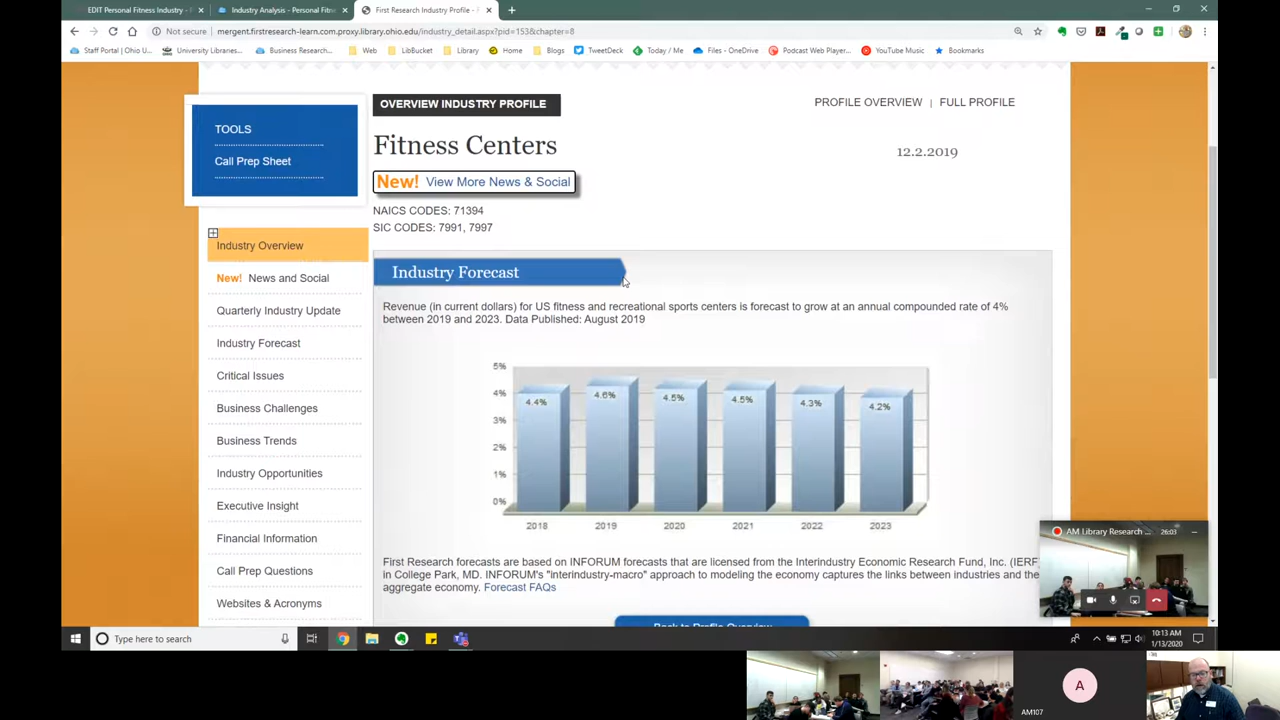 EDIT Personal Fitness Industry -
Industry Analysis - Personal Fitn
First Research Industry Profile -
Not secure | mergent.firstresearch-learn.com.proxy.library.ohio.edu/industry_detail.aspx?pid=153&chapter=8
Staff Portal | Ohio U... University Libraries... Business Research... Web LibBucket Library Home Blogs TweetDeck Today / Me Files - OneDrive Podcast Web Player... YouTube Music Bookmarks
TOOLS
Call Prep Sheet
OVERVIEW INDUSTRY PROFILE
PROFILE OVERVIEW | FULL PROFILE
Fitness Centers
12.2.2019
New! View More News & Social
NAICS CODES: 71394
SIC CODES: 7991, 7997
Industry Overview
New! News and Social
Quarterly Industry Update
Industry Forecast
Critical Issues
Business Challenges
Business Trends
Industry Opportunities
Executive Insight
Financial Information
Call Prep Questions
Websites & Acronyms
Industry Forecast
Revenue (in current dollars) for US fitness and recreational sports centers is forecast to grow at an annual compounded rate of 4%
between 2019 and 2023. Data Published: August 2019
5%
4%
3%
2%
1%
0%
4.4% 4.6% 4.5% 4.5% 4.3% 4.2%
2018 2019 2020 2021 2022 2023
First Research forecasts are based on INFORUM forecasts that are licensed from the Interindustry Economic Research Fund, Inc. (IERF)
in College Park, MD. INFORUM's "interindustry-macro" approach to modeling the economy captures the links between industries and the
aggregate economy. Forecast FAQs
Back to Profile Overview
AM Library Research ... 26:03
Type here to search
10:13 AM
1/13/2020
A
AM107